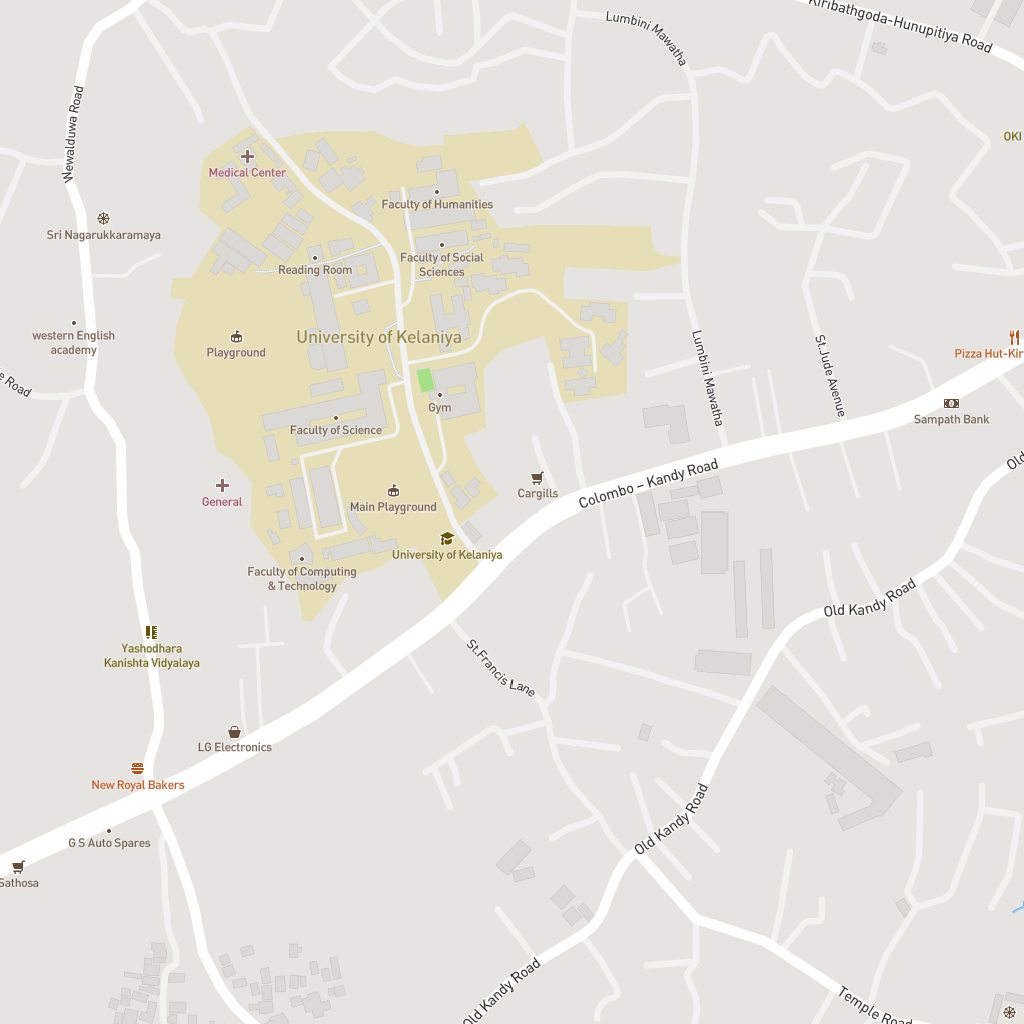 Kiribathgoda-Hunupitiya Road
Lumbini Mawatha
Newalduwa Road
OKI
Medical Center
Faculty of Humanities
Sri Nagarukkaramaya
Faculty of Social
Sciences
Reading Room
western English
academy
Playground
University of Kelaniya
Lumbini Mawatha
St.Jude Avenue
Pizza Hut-Kir
e Road
Gym
Sampath Bank
Faculty of Science
Old
Colombo – Kandy Road
Cargills
General
Main Playground
University of Kelaniya
Faculty of Computing
& Technology
Old Kandy Road
Yashodhara
Kanishta Vidyalaya
St.Francis Lane
LG Electronics
New Royal Bakers
Old Kandy Road
G S Auto Spares
Sathosa
Old Kandy Road
Temple Road